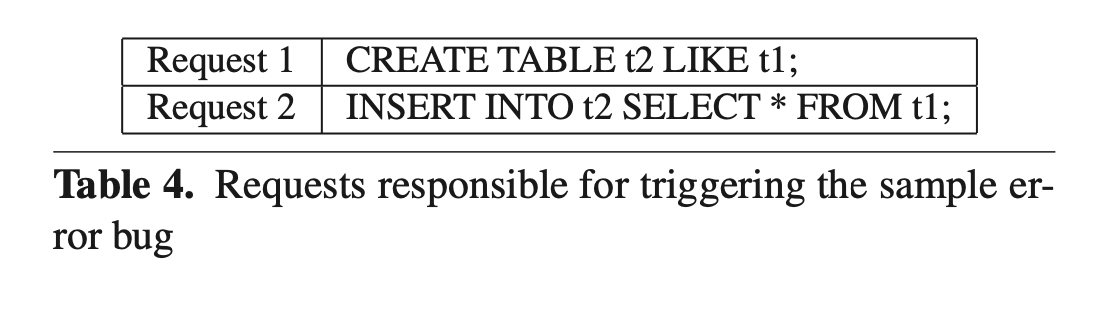 Request 1 CREATE TABLE t2 LIKE t1;
Request 2 INSERT INTO t2 SELECT * FROM t1;
Table 4. Requests responsible for triggering the sample er-
ror bug